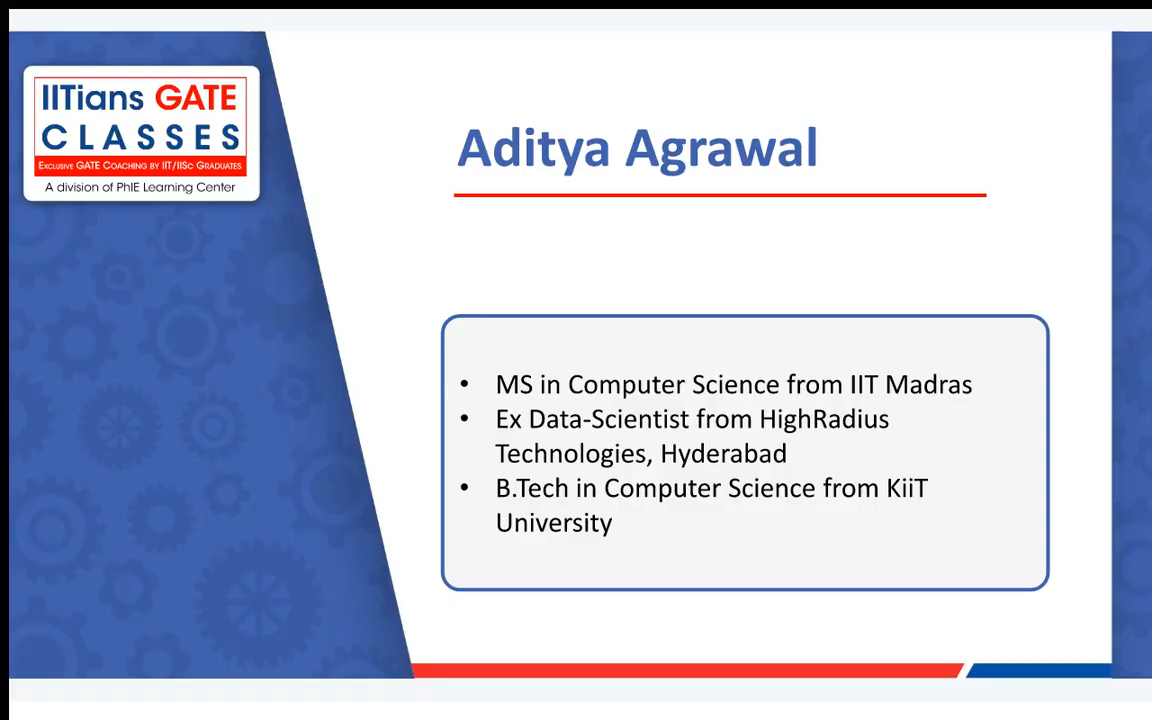 IITians GATE
CLASSES
EXCLUSIVE GATE COACHING BY IIT/IISC GRADUATES
A division of PhIE Learning Center
Aditya Agrawal
• MS in Computer Science from IIT Madras
• Ex Data-Scientist from HighRadius
Technologies, Hyderabad
• B.Tech in Computer Science from KiiT
University